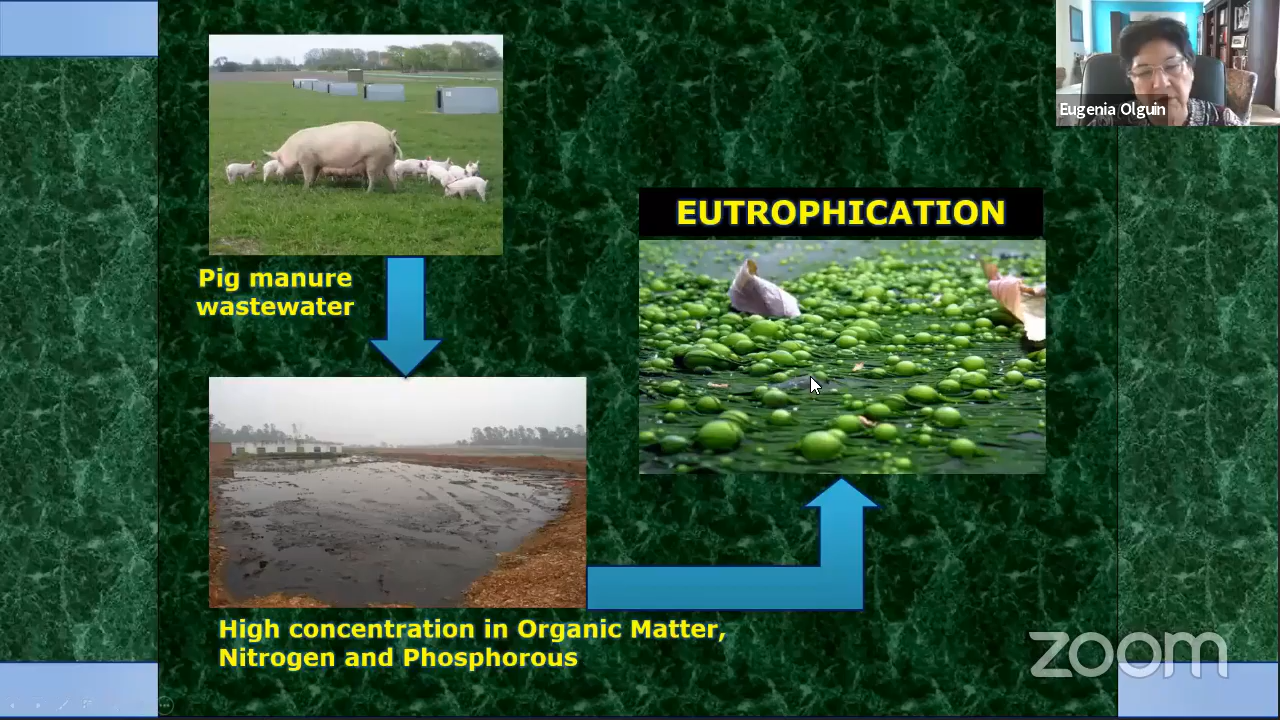 Eugenia Olguin
EUTROPHICATION
Pig manure
wastewater
High concentration in Organic Matter,
Nitrogen and Phosphorous
zoom